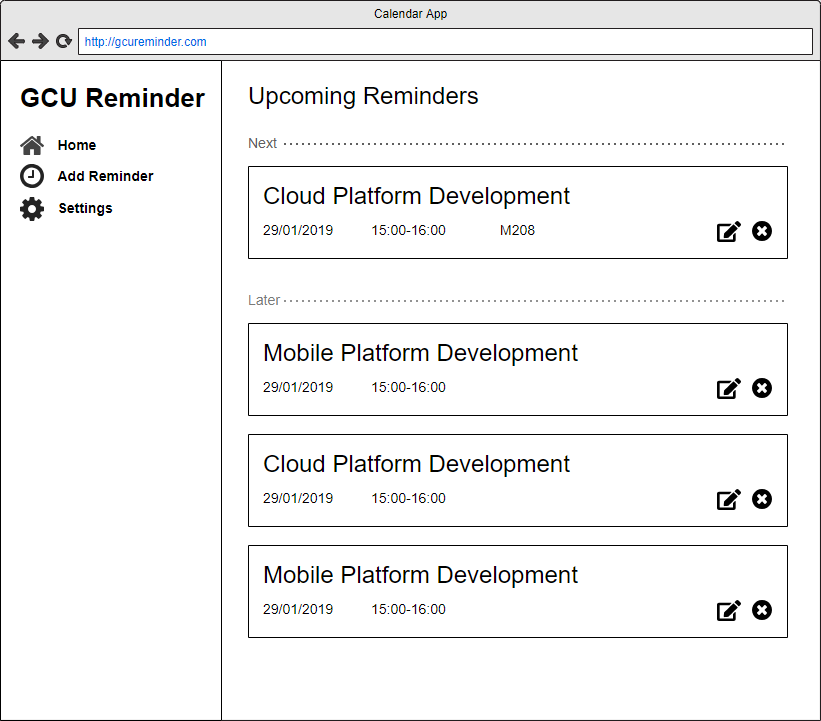 Calendar App
http://gcureminder.com
GCU Reminder
Home
Add Reminder
Settings
Upcoming Reminders
Next
Cloud Platform Development
29/01/2019 15:00-16:00 M208
Later
Mobile Platform Development
29/01/2019 15:00-16:00
Cloud Platform Development
29/01/2019 15:00-16:00
Mobile Platform Development
29/01/2019 15:00-16:00